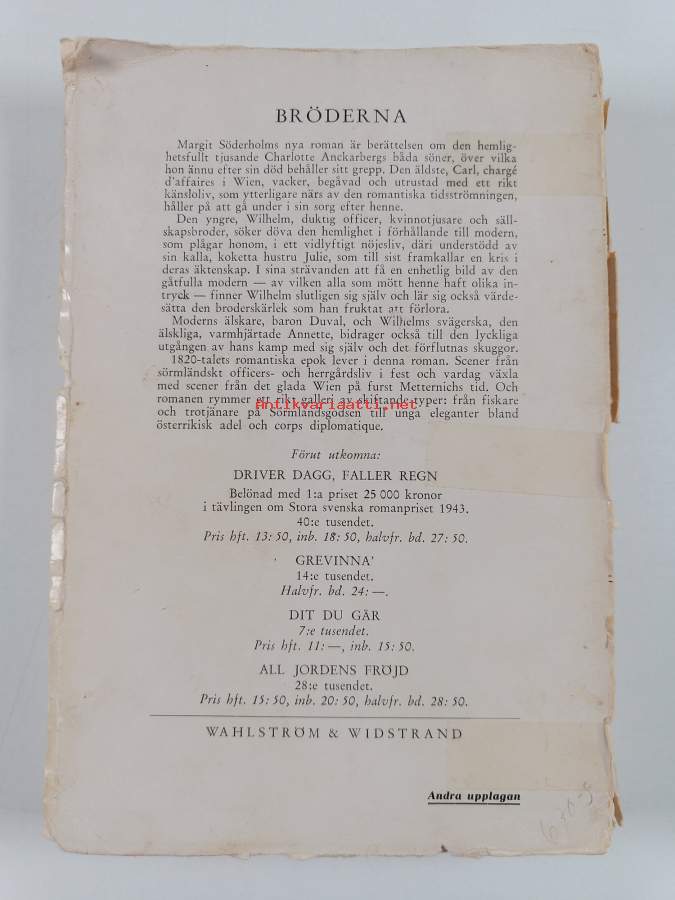 BRÖDERNA
Margit Söderholms nya roman är berättelsen om den hemlig-
hetsfullt tjusande Charlotte Anckarbergs båda söner, över vilka
hon ännu efter sin död behåller sitt grepp. Den äldste, Carl, chargé
d'affaires i Wien, vacker, begåvad och utrustad med ett rikt
känsloliv, som ytterligare närs av den romantiska tidsströmningen,
håller på att gå under i sin sorg efter henne.
Den yngre, Wilhelm, duktig officer, kvinnotjusare och säll-
skapsbroder, söker döva den hemlighet i förhållande till modern,
som plågar honom, i ett vidlyftigt nöjesliv, däri understödd av
sin kalla, koketta hustru Julie, som till sist framkallar en kris i
deras äktenskap. I sina strävanden att få en enhetlig bild av den
gåtfulla modern — av vilken alla som mött henne haft olika in-
tryck — finner Wilhelm slutligen sig själv och lär sig också värde-
sätta den broderskärlek som han fruktat att förlora.
Moderns älskare, baron Duval, och Wilhelms svägerska, den
älskliga, varmhjärtade Annette, bidrager också till den lyckliga
utgången av hans kamp med sig själv och det förflutnas skuggor.
1820-talets romantiska epok lever i denna roman. Scener från
sörmländskt officers- och herrgårdsliv i fest och vardag växla
med scener från det glada Wien på furst Metternichs tid. Och
romanen rymmer ett rikt galleri av skiftande typer: från fiskare
och trotjänare på Sörmlandsgodsen till unga eleganter bland
österrikisk adel och corps diplomatique.
Antikvariaatti.net
Förut utkomna:
DRIVER DAGG, FALLER REGN
Belönad med 1:a priset 25 000 kronor
i tävlingen om Stora svenska romanpriset 1943.
40:e tusendet.
Pris hft. 13: 50, inb. 18: 50, halvfr. bd. 27: 50.
GREVINNA'
14:e tusendet.
Halvfr. bd. 24: —.
DIT DU GÅR
7:e tusendet.
Pris hft. 11: —, inb. 15: 50.
ALL JORDENS FRÖJD
28:e tusendet.
Pris hft. 15: 50, inb. 20: 50, halvfr. bd. 28: 50.
WAHLSTRÖM & WIDSTRAND
Andra upplagan